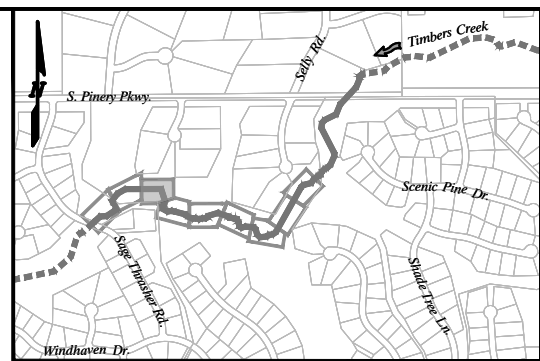 Timbers Creek
Selly Rd.
N
S. Pinery Pkwy.
Scenic Pine Dr.
Sage Thrasher Rd.
Shade Tree Ln.
Windhaven Dr.